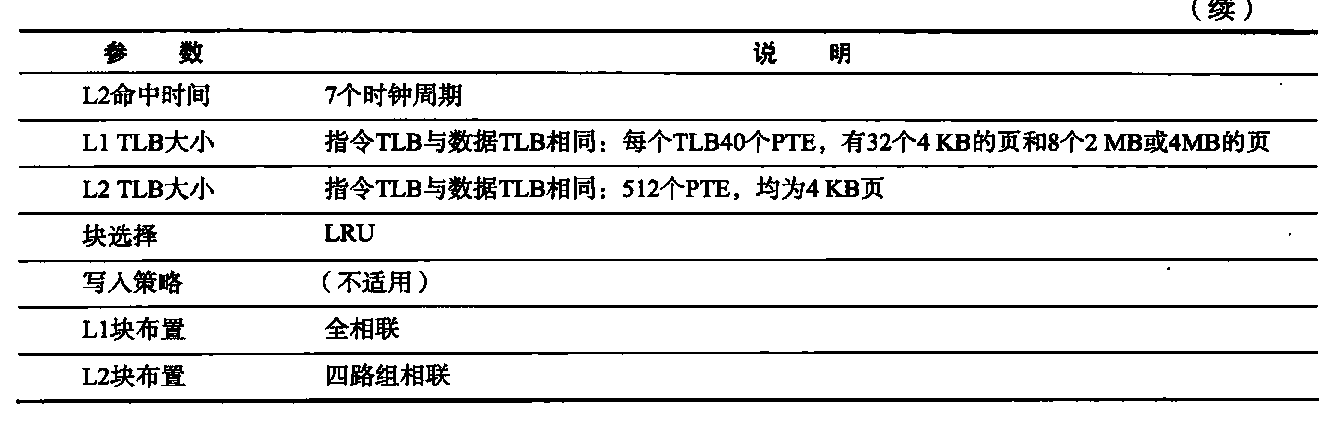 （续）
参 数 说 明
L2命中时间 7个时钟周期
L1 TLB大小 指令TLB与数据TLB相同：每个TLB40个PTE，有32个4 KB的页和8个2 MB或4MB的页
L2 TLB大小 指令TLB与数据TLB相同：512个PTE，均为4 KB页
块选择 LRU
写入策略 （不适用）
L1块布置 全相联
L2块布置 四路组相联